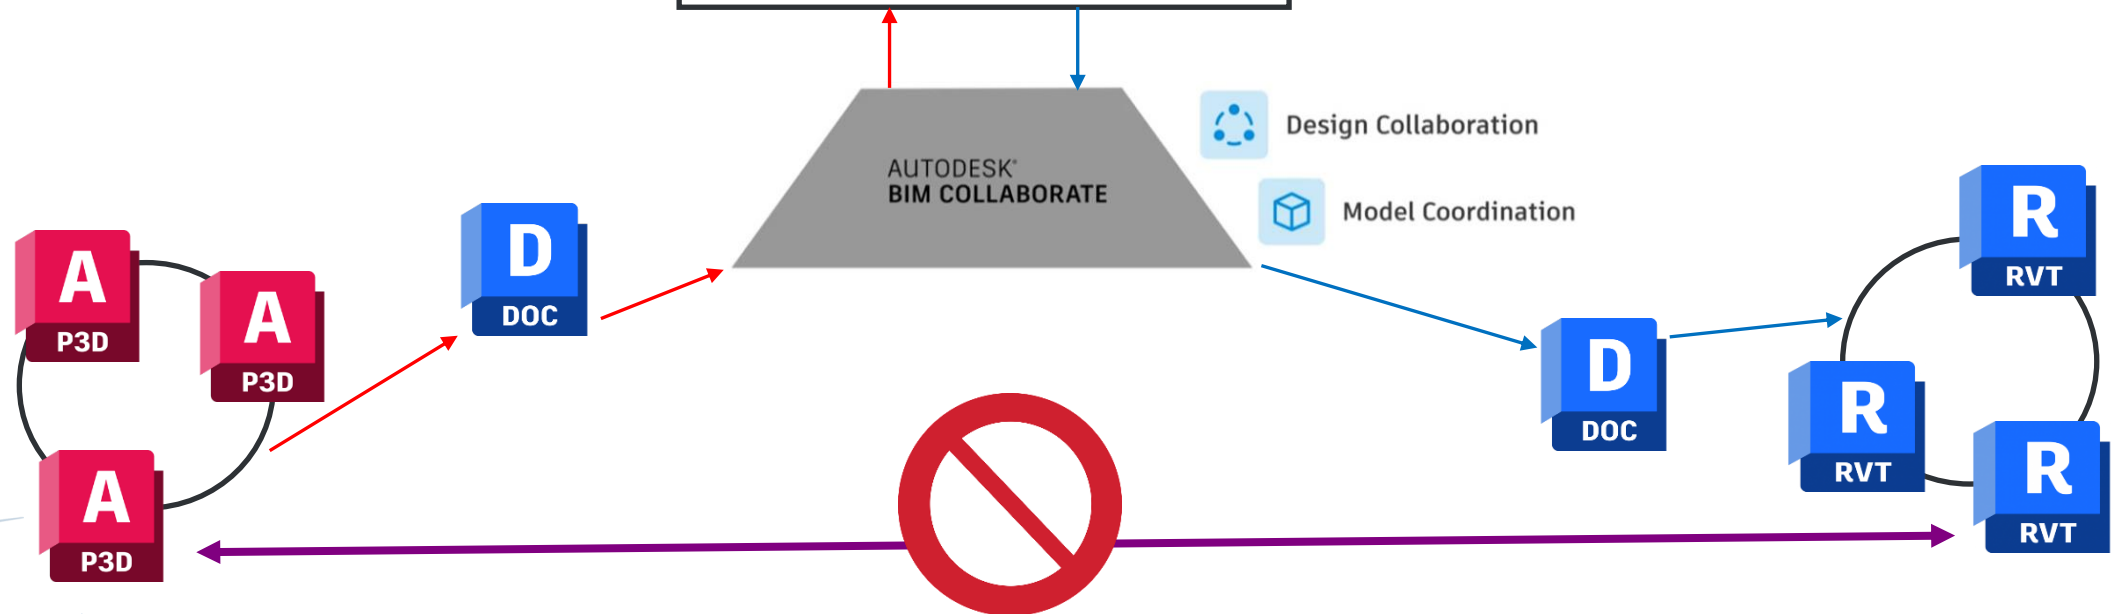 AUTODESK®
BIM COLLABORATE
Design Collaboration
Model Coordination
A
P3D
A
P3D
A
P3D
D
DOC
D
DOC
R
RVT
R
RVT
R
RVT